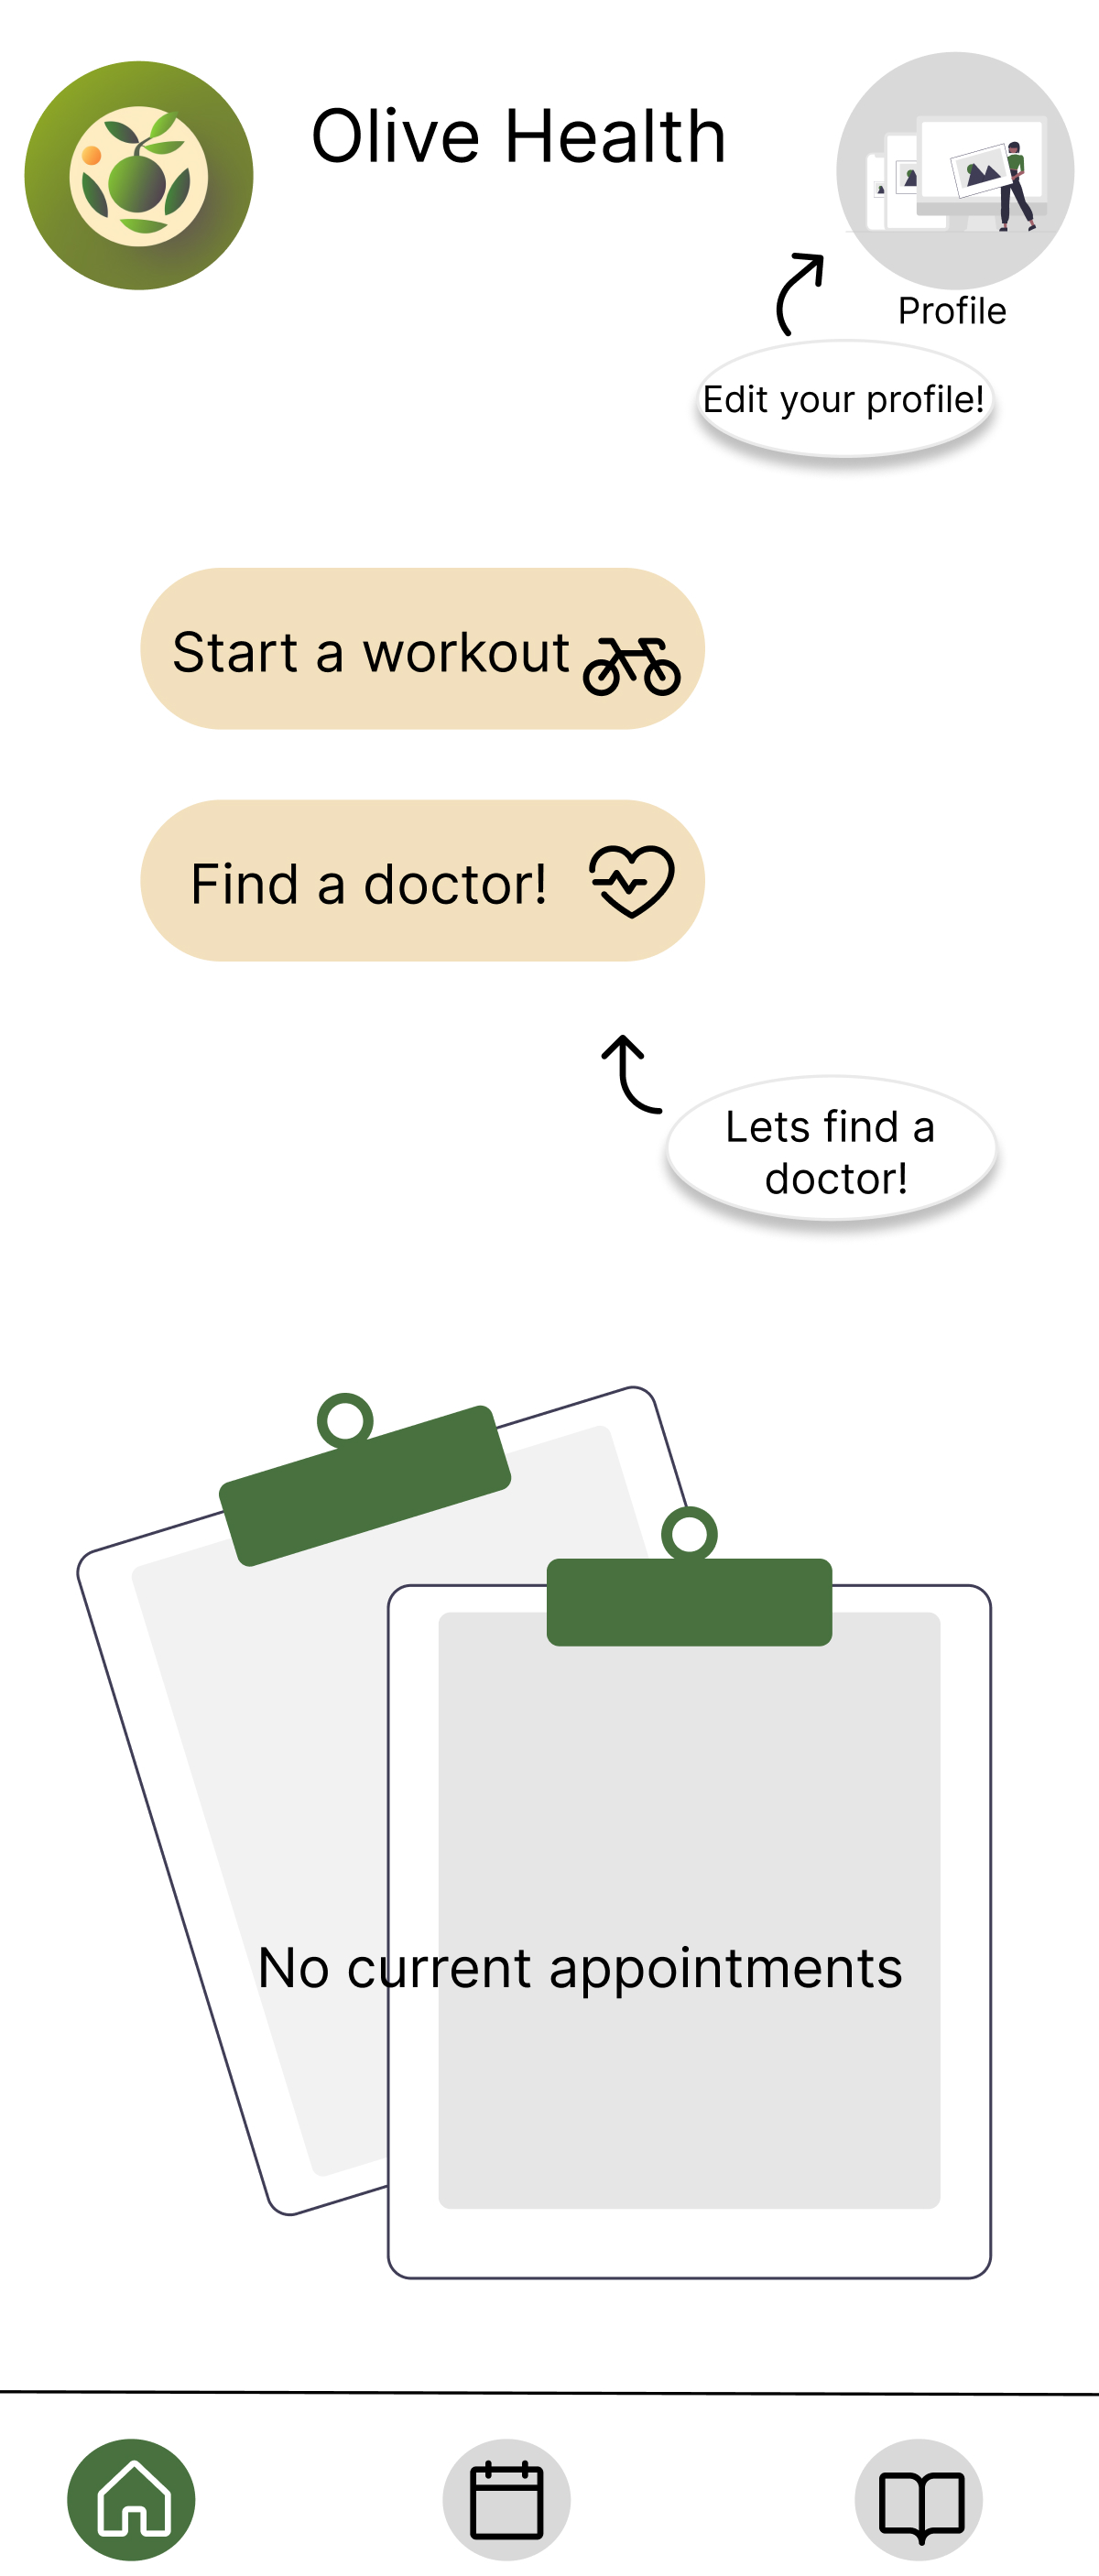 Olive Health
Profile
Edit your profile!
Start a workout
Find a doctor!
Lets find a
doctor!
No current appointments